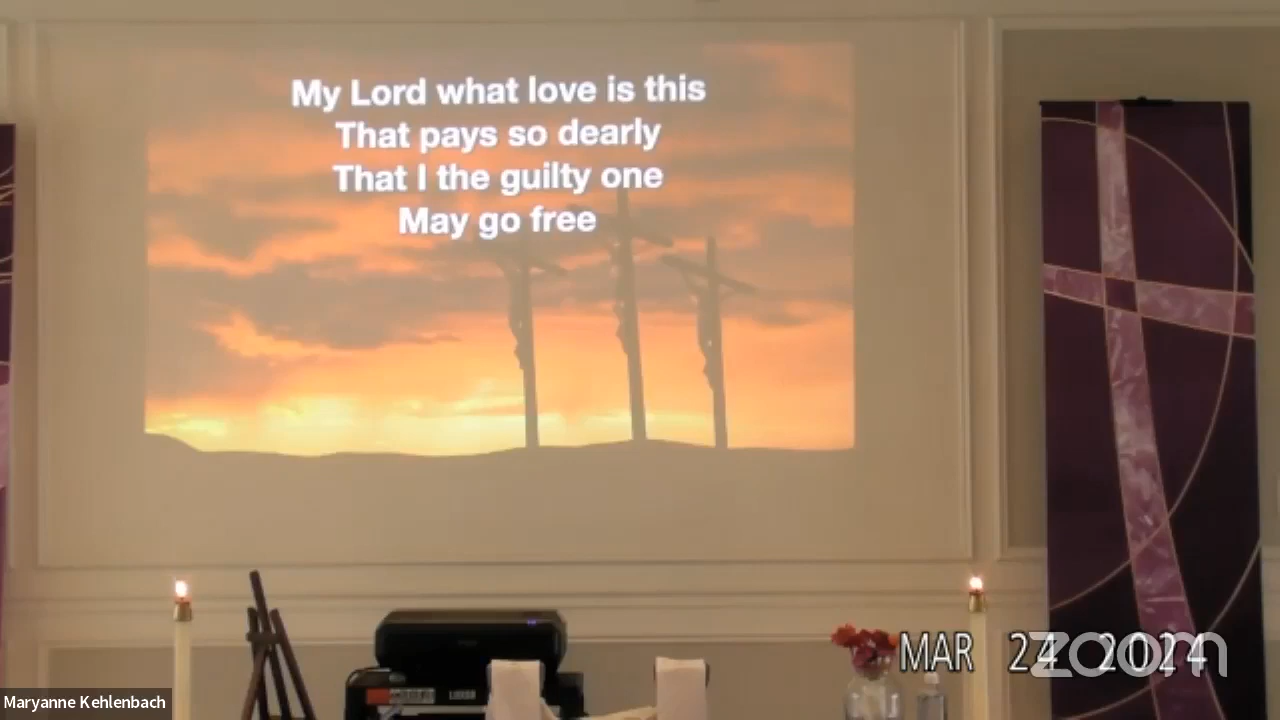 My Lord what love is this
That pays so dearly
That I the guilty one
May go free
MAR 24 2024
zoom
Maryanne Kehlenbach